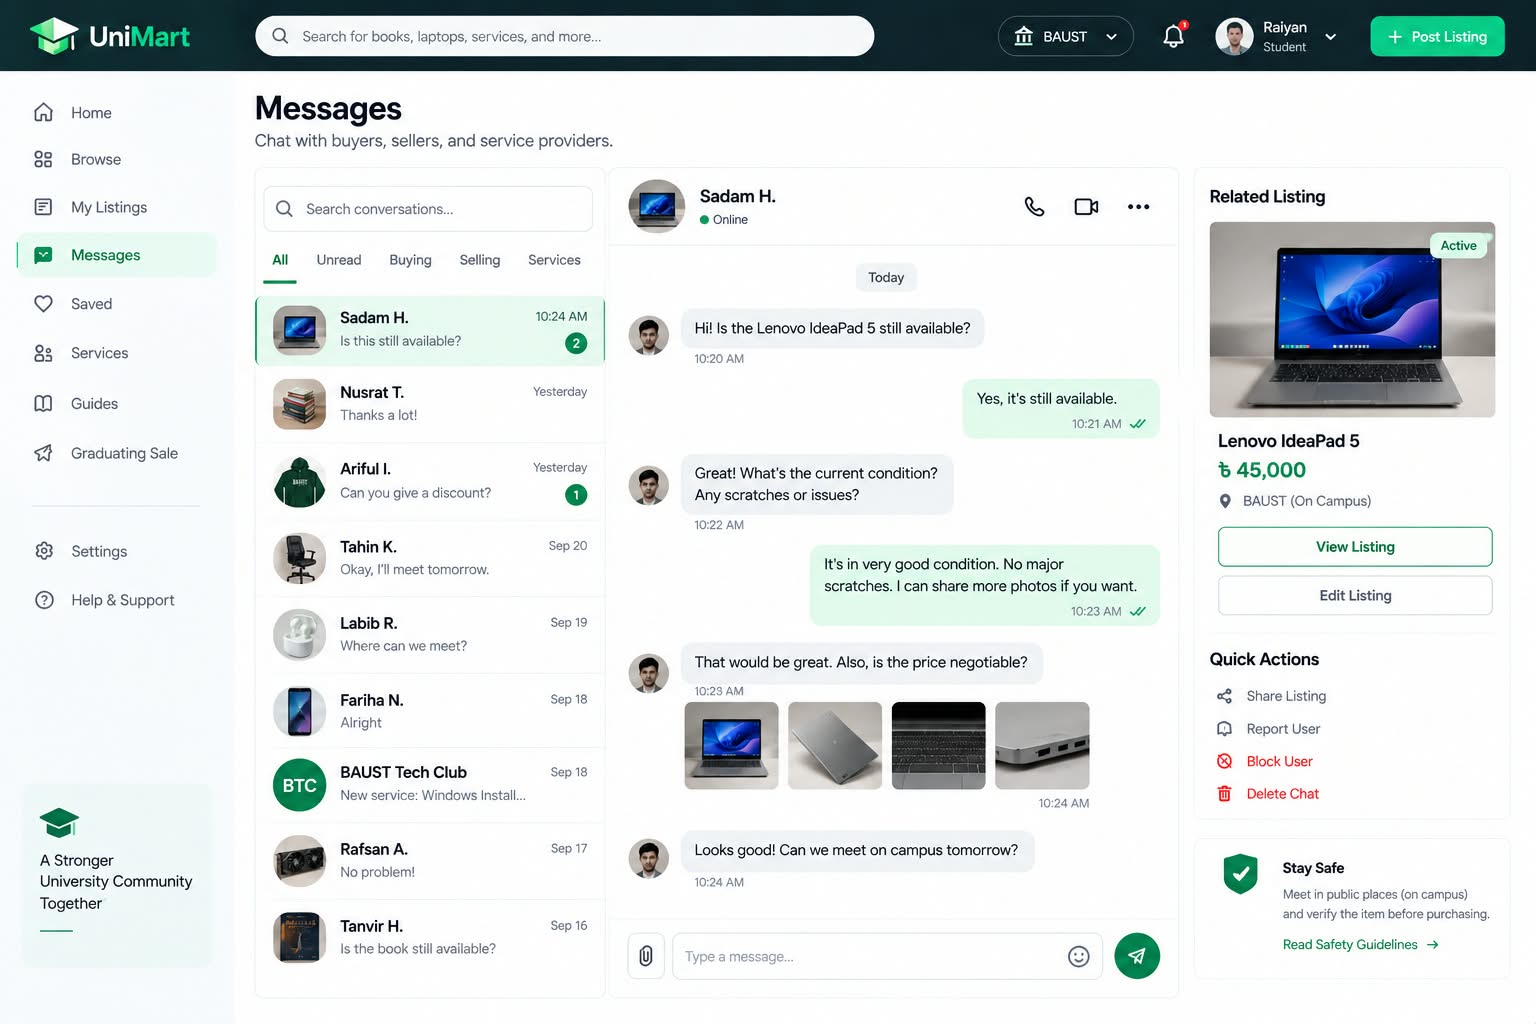 UniMart
Search for books, laptops, services, and more...
BAUST
1
Raiyan
Student
+ Post Listing
Home
Browse
My Listings
Messages
Saved
Services
Guides
Graduating Sale
Settings
Help & Support
A Stronger
University Community
Together
Messages
Chat with buyers, sellers, and service providers.
Search conversations...
All Unread Buying Selling Services
Sadam H. 10:24 AM
Is this still available? 2
Nusrat T. Yesterday
Thanks a lot!
Ariful I. Yesterday
Can you give a discount? 1
BAUST
Tahin K. Sep 20
Okay, I'll meet tomorrow.
Labib R. Sep 19
Where can we meet?
Fariha N. Sep 18
Alright
BTC
BAUST Tech Club Sep 18
New service: Windows Install...
Rafsan A. Sep 17
No problem!
Tanvir H. Sep 16
Is the book still available?
Sadam H.
Online
Today
Hi! Is the Lenovo IdeaPad 5 still available?
10:20 AM
Yes, it's still available.
10:21 AM
Great! What's the current condition?
Any scratches or issues?
10:22 AM
It's in very good condition. No major
scratches. I can share more photos if you want.
10:23 AM
That would be great. Also, is the price negotiable?
10:23 AM
10:24 AM
Looks good! Can we meet on campus tomorrow?
10:24 AM
Type a message...
Related Listing
Active
Lenovo IdeaPad 5
৳ 45,000
BAUST (On Campus)
View Listing
Edit Listing
Quick Actions
Share Listing
Report User
Block User
Delete Chat
Stay Safe
Meet in public places (on campus)
and verify the item before purchasing.
Read Safety Guidelines →